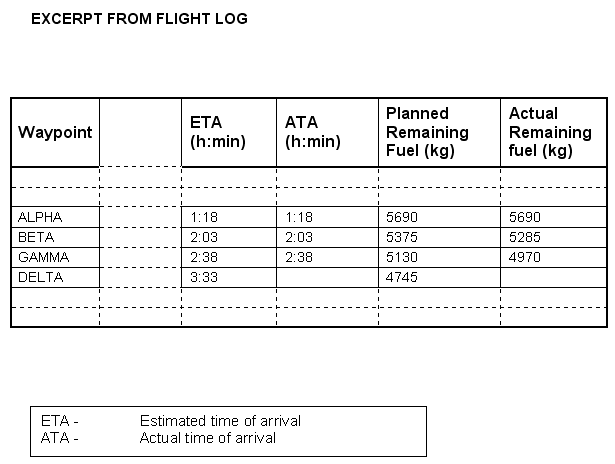 EXCERPT FROM FLIGHT LOG
Waypoint ETA (h:min) ATA (h:min) Planned Remaining Fuel (kg) Actual Remaining fuel (kg)
ALPHA 1:18 1:18 5690 5690
BETA 2:03 2:03 5375 5285
GAMMA 2:38 2:38 5130 4970
DELTA 3:33 4745
ETA - Estimated time of arrival
ATA - Actual time of arrival